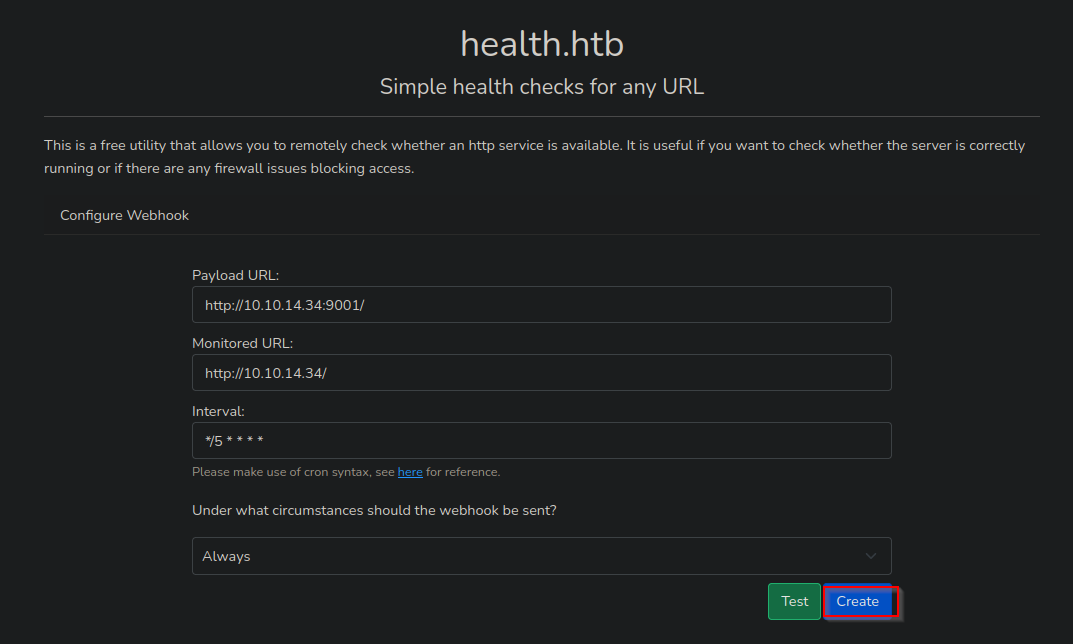 health.htb
Simple health checks for any URL
This is a free utility that allows you to remotely check whether an http service is available. It is useful if you want to check whether the server is correctly
running or if there are any firewall issues blocking access.
Configure Webhook
Payload URL:
http://10.10.14.34:9001/
Monitored URL:
http://10.10.14.34/
Interval:
*/5 * * * *
Please make use of cron syntax, see here for reference.
Under what circumstances should the webhook be sent?
Always
Test Create